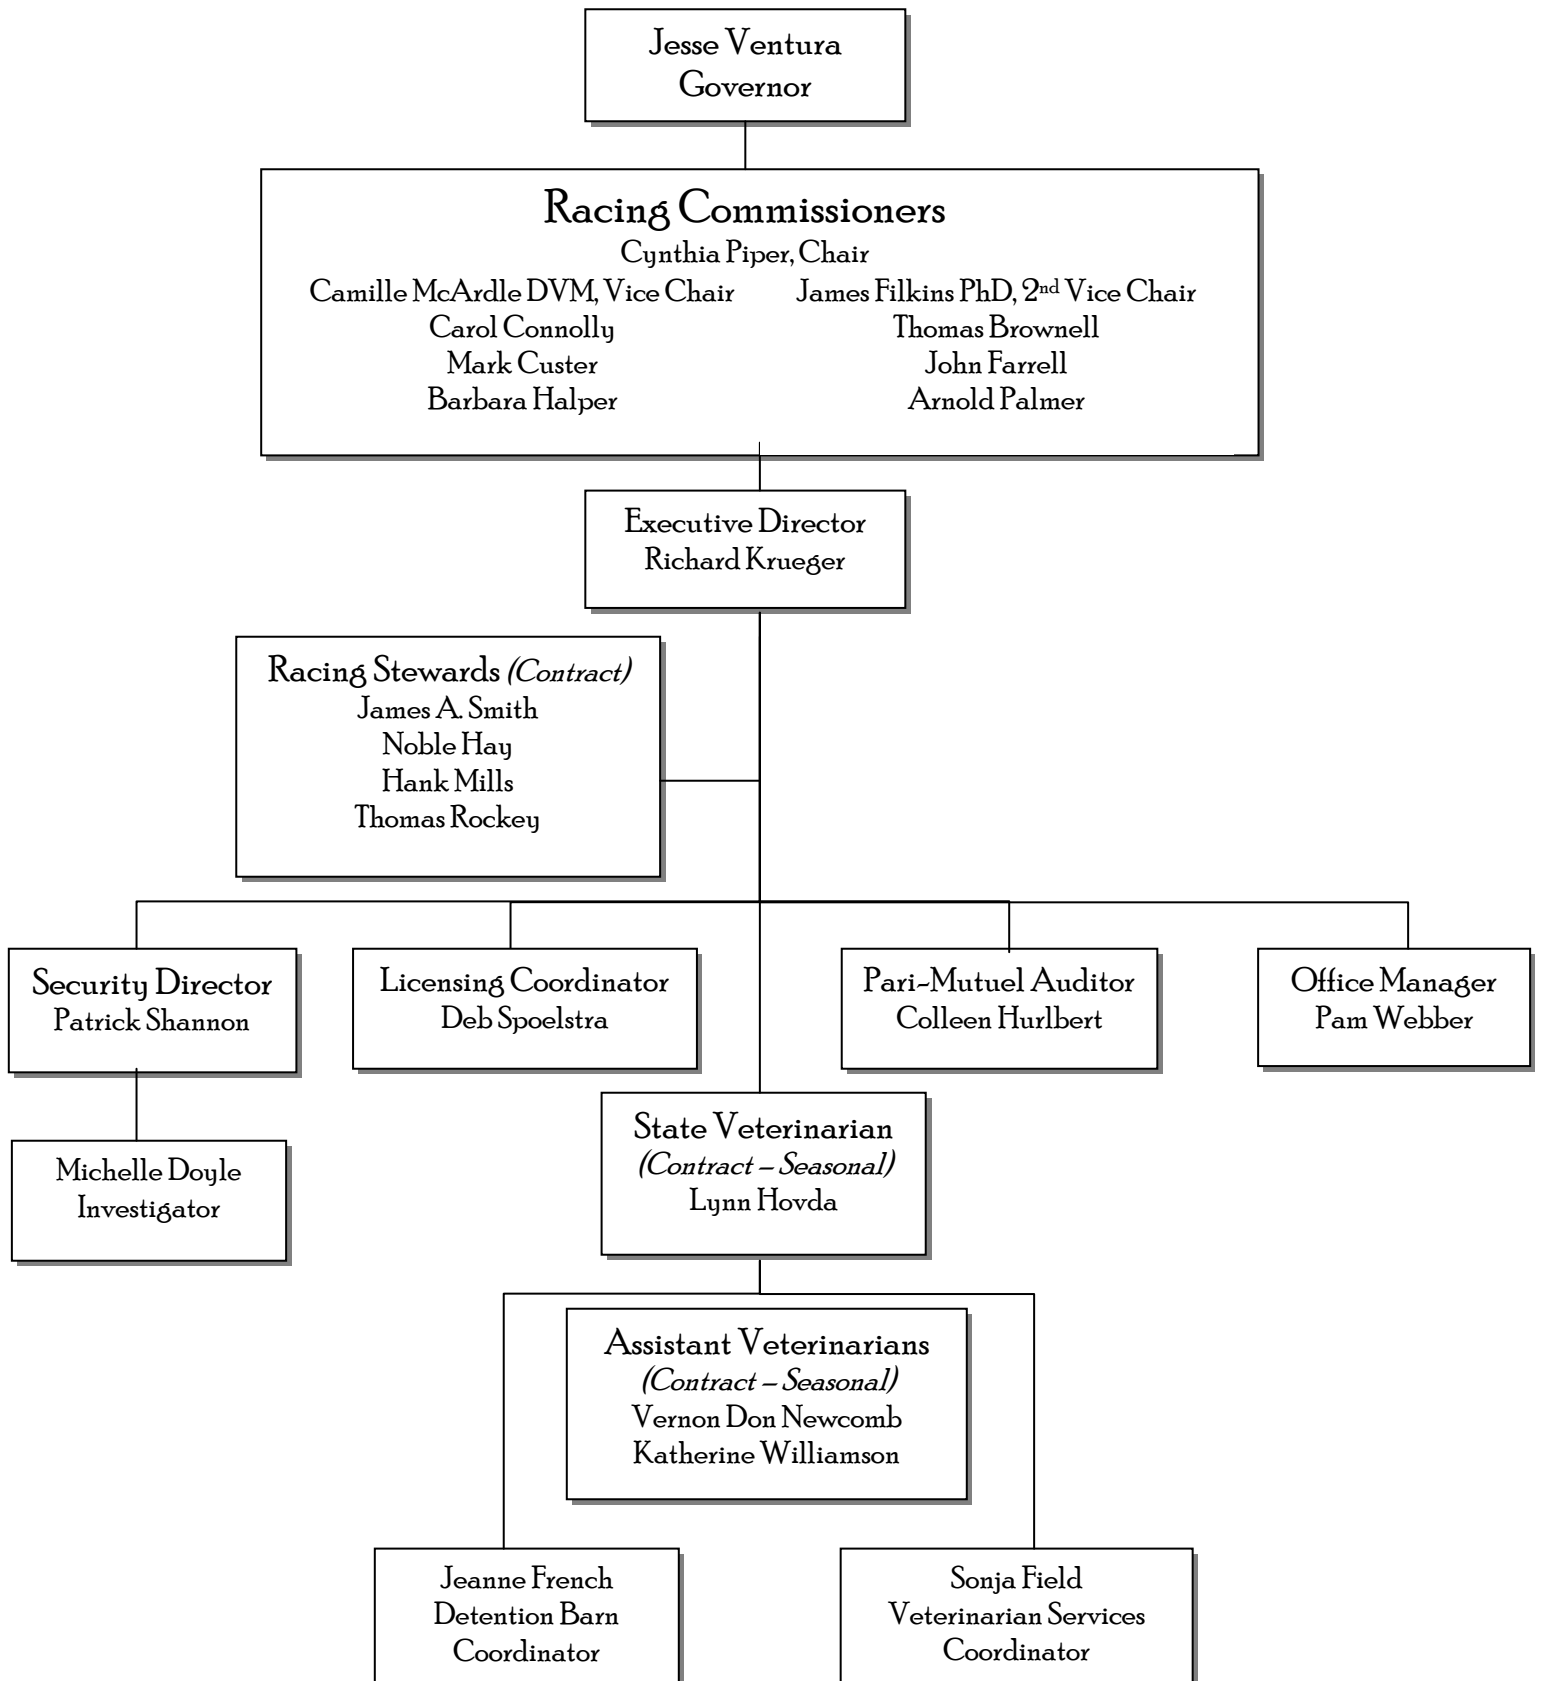 Jesse Ventura
Governor
Racing Commissioners
Cynthia Piper, Chair
Camille McArdle DVM, Vice Chair James Filkins PhD, 2nd Vice Chair
Carol Connolly Thomas Brownell
Mark Custer John Farrell
Barbara Halper Arnold Palmer
Executive Director
Richard Krueger
Racing Stewards (Contract)
James A. Smith
Noble Hay
Hank Mills
Thomas Rockey
Security Director
Patrick Shannon
Licensing Coordinator
Deb Spoelstra
Pari-Mutuel Auditor
Colleen Hurlbert
Office Manager
Pam Webber
Michelle Doyle
Investigator
State Veterinarian
(Contract – Seasonal)
Lynn Hovda
Assistant Veterinarians
(Contract – Seasonal)
Vernon Don Newcomb
Katherine Williamson
Jeanne French
Detention Barn
Coordinator
Sonja Field
Veterinarian Services
Coordinator